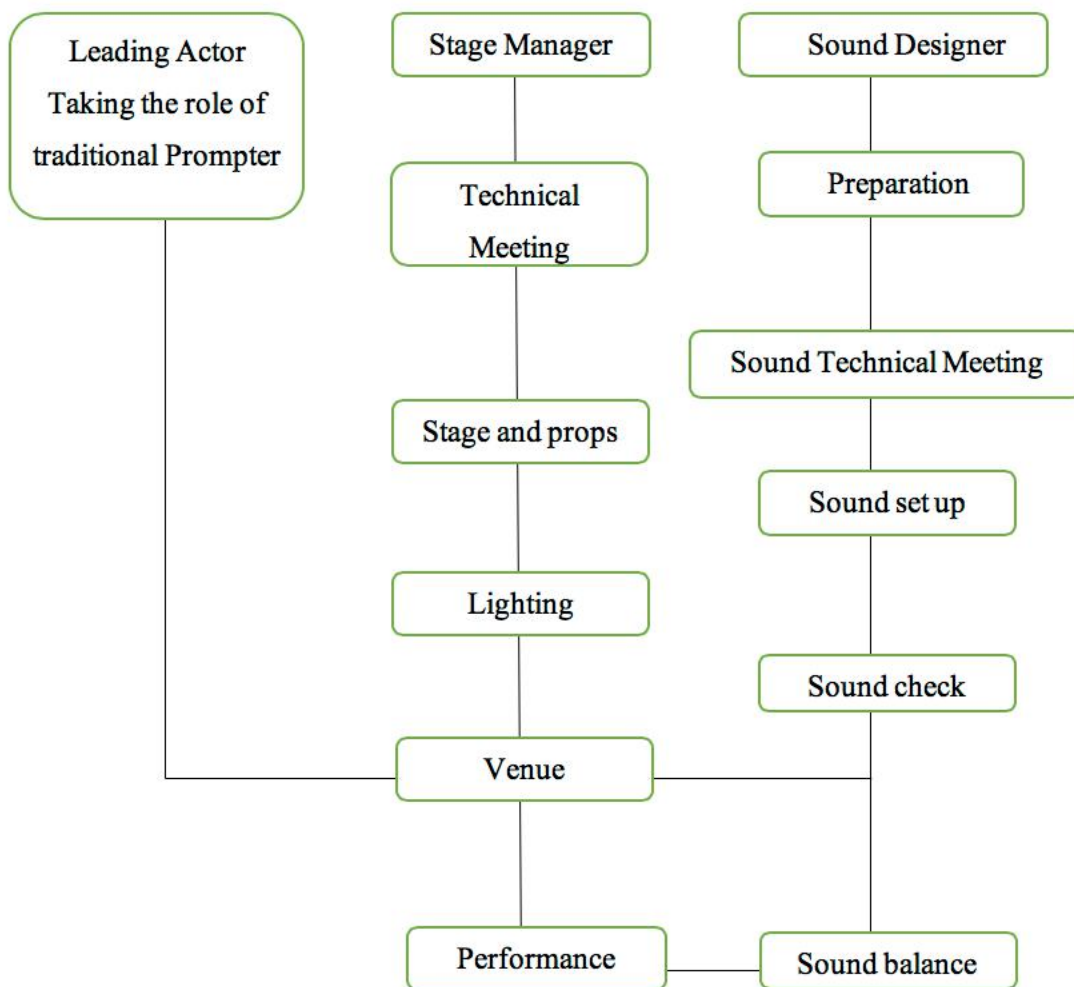 Leading Actor
Taking the role of
traditional Prompter
Stage Manager
Technical
Meeting
Stage and props
Lighting
Venue
Performance
Sound Designer
Preparation
Sound Technical Meeting
Sound set up
Sound check
Sound balance